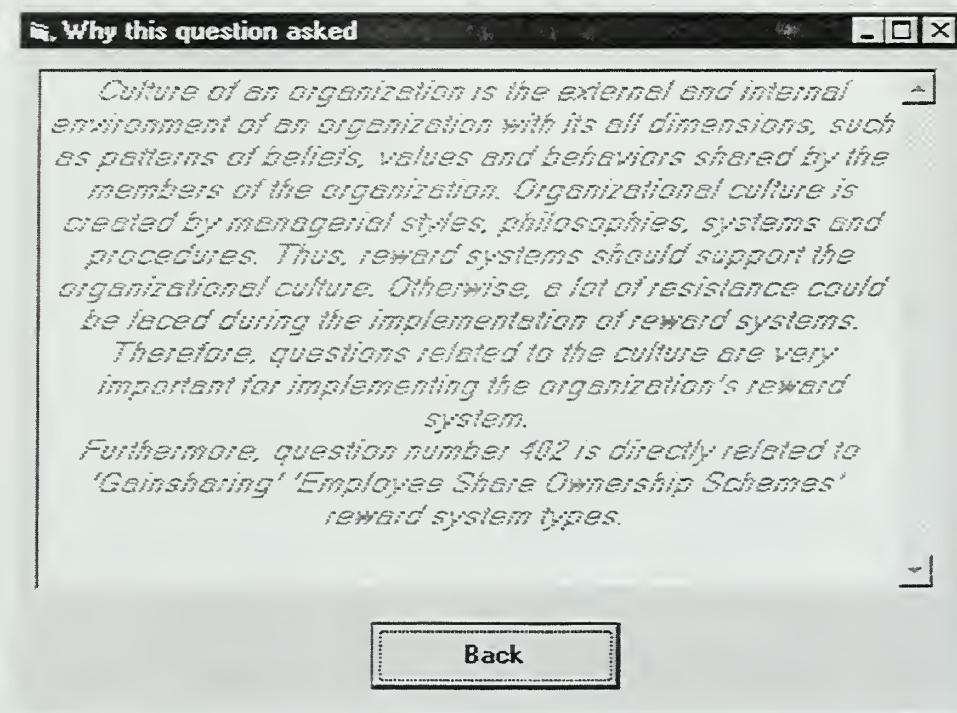 Why this question asked
Culture of an organization is the external and internal
environment of an organization with its all dimensions, such
as patterns of beliefs, values and behaviors shared by the
members of the organization. Organizational culture is
created by managerial styles, philosophies, systems and
procedures. Thus, reward systems should support the
organizational culture. Otherwise, a lot of resistance could
be faced during the implementation of reward systems.
Therefore, questions related to the culture are very
important for implementing the organization's reward
system.
Furthermore, question number 402 is directly related to
'Gainsharing' 'Employee Share Ownership Schemes'
reward system types.
Back